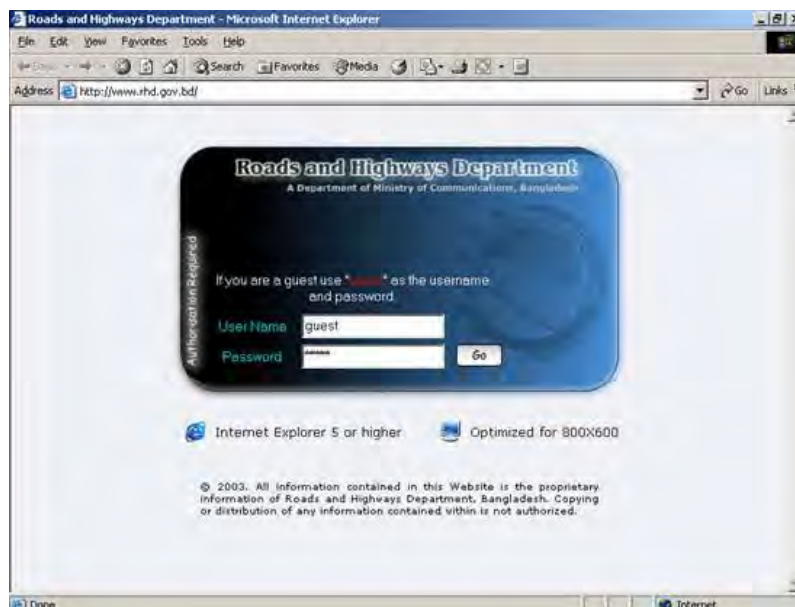 Roads and Highways Department - Microsoft Internet Explorer
File Edit View Favorites Tools Help
Search Favorites Media
Address http://www.rhd.gov.bd/ Go Links
Roads and Highways Department
A Department of Ministry of Communications, Bangladesh
Authorisation Required
If you are a guest use " " as the username
and password
User Name guest
Password ***** Go
Internet Explorer 5 or higher Optimized for 800X600
© 2003. All information contained in this Website is the proprietary
information of Roads and Highways Department, Bangladesh. Copying
or distribution of any information contained within is not authorized.
Done Internet